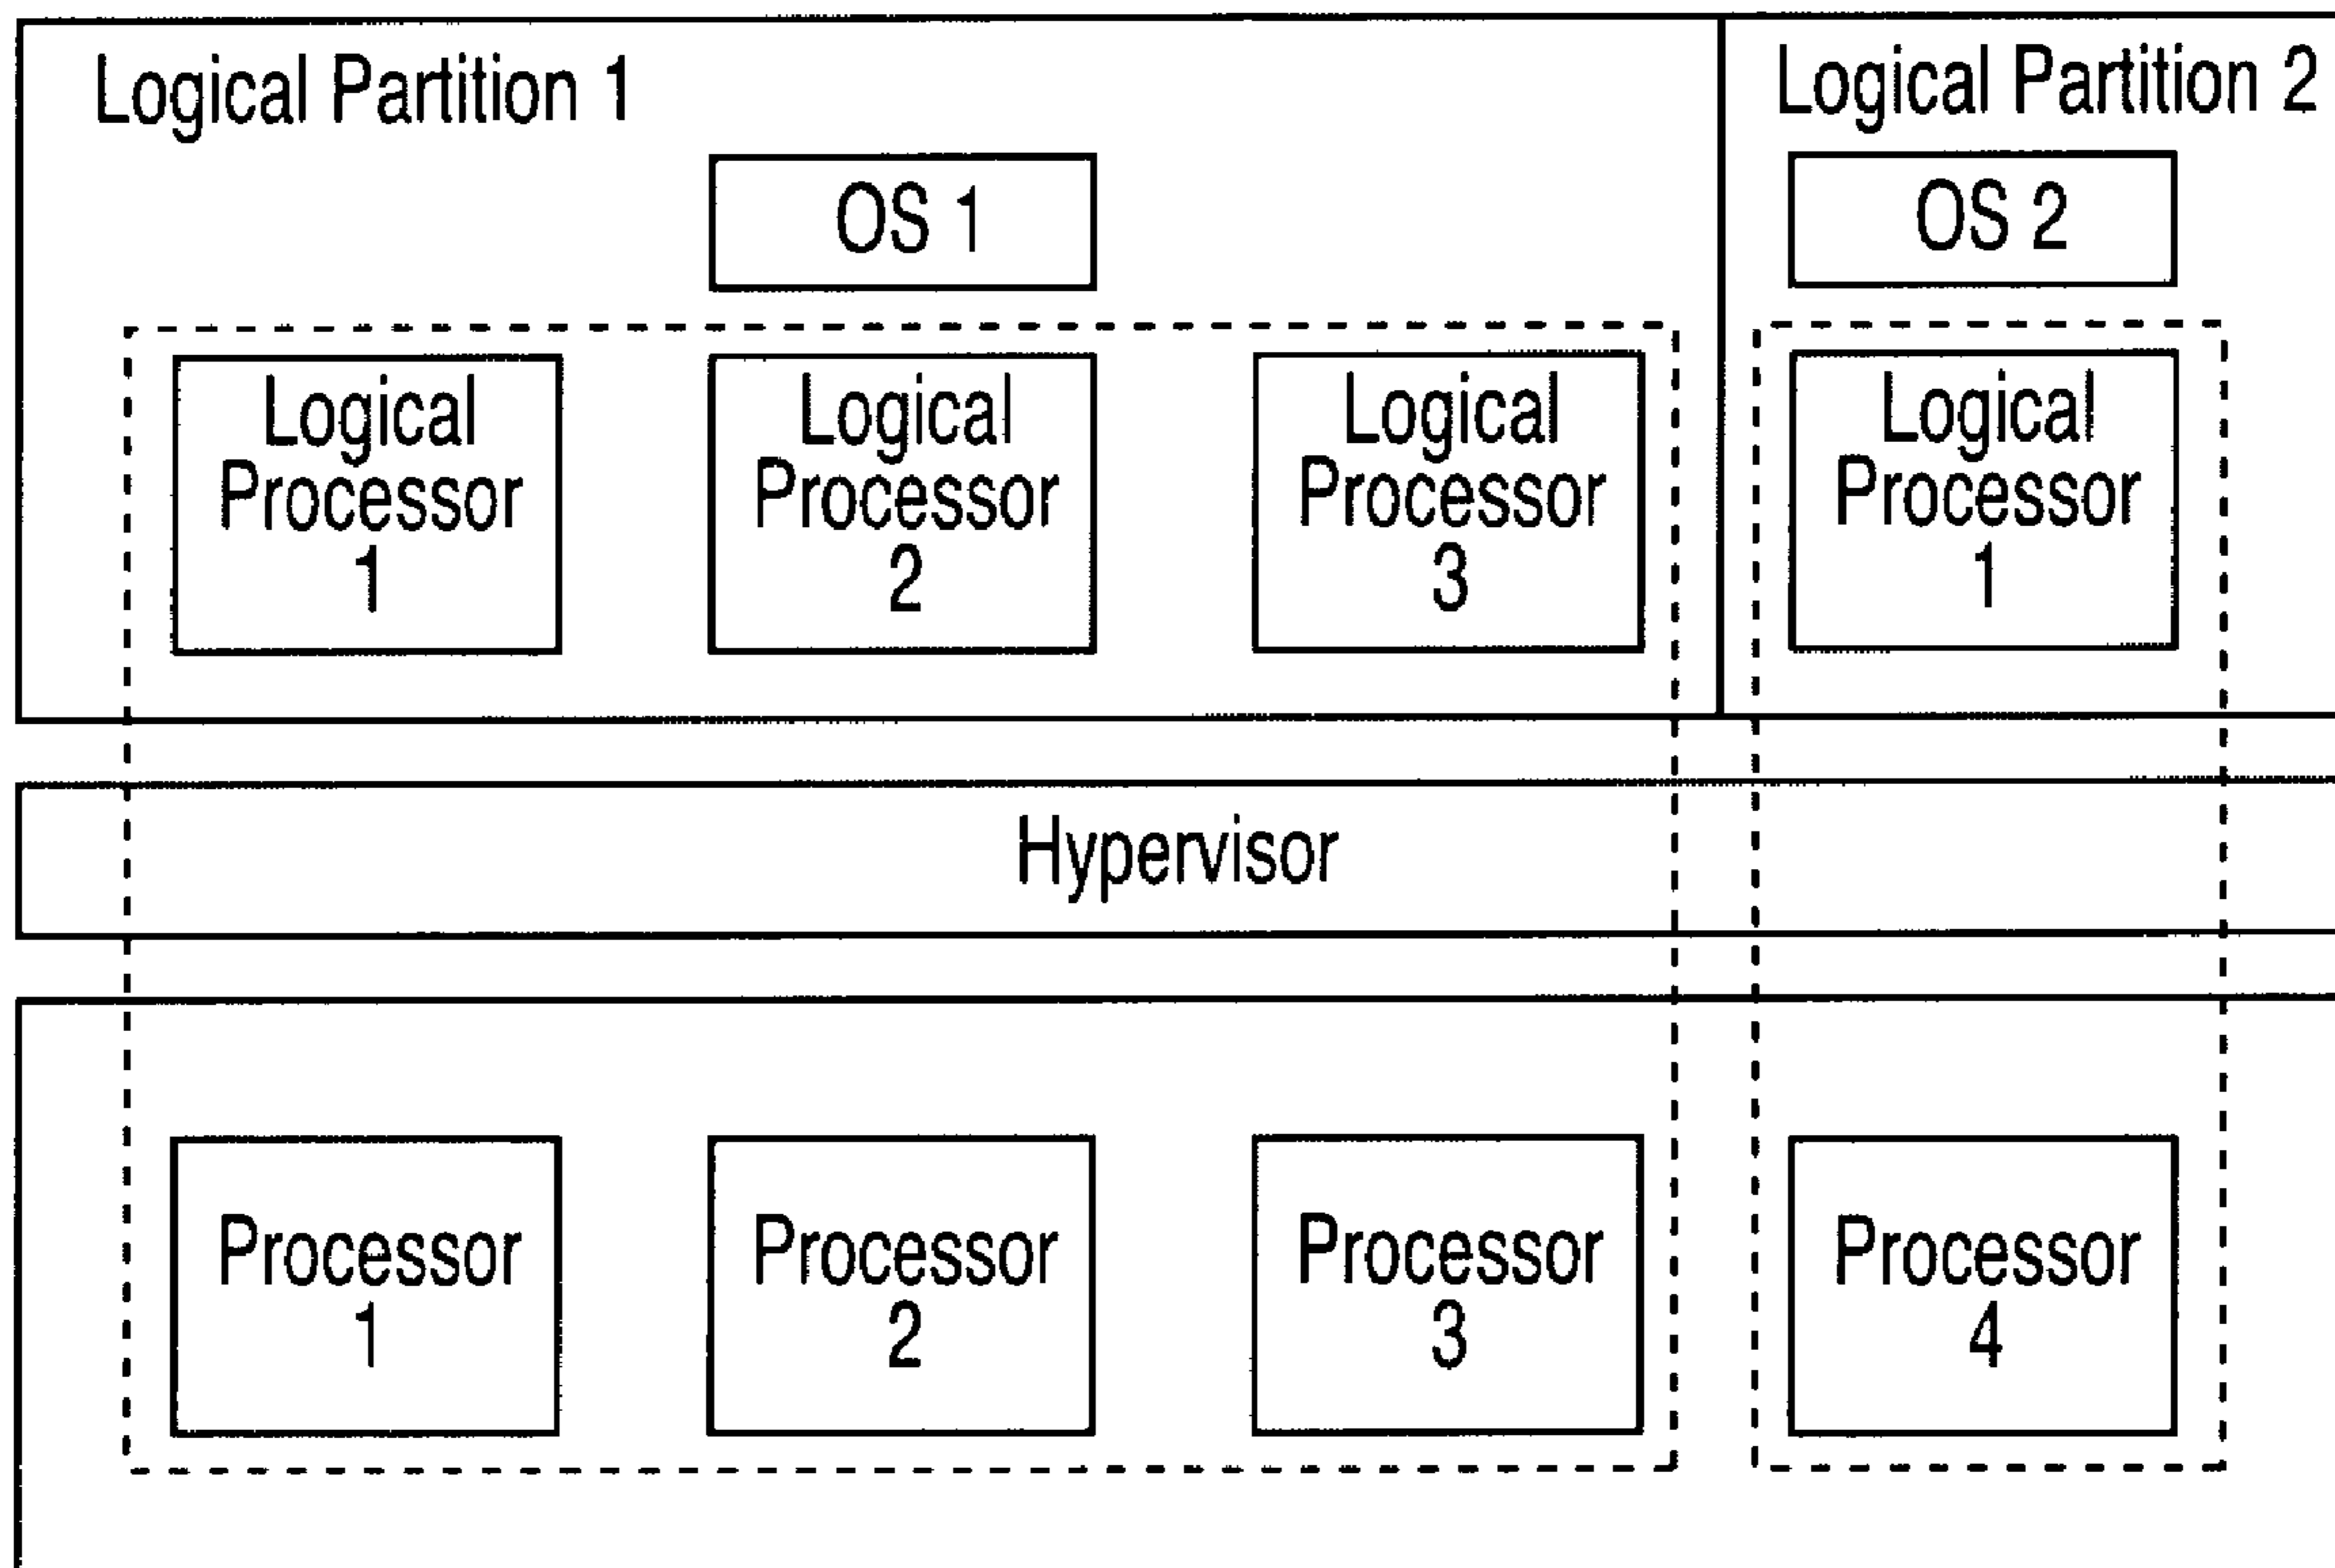 Logical Partition 1
Logical Partition 2
OS 1
OS 2
Logical
Processor
1
Logical
Processor
2
Logical
Processor
3
Logical
Processor
1
Hypervisor
Processor
1
Processor
2
Processor
3
Processor
4